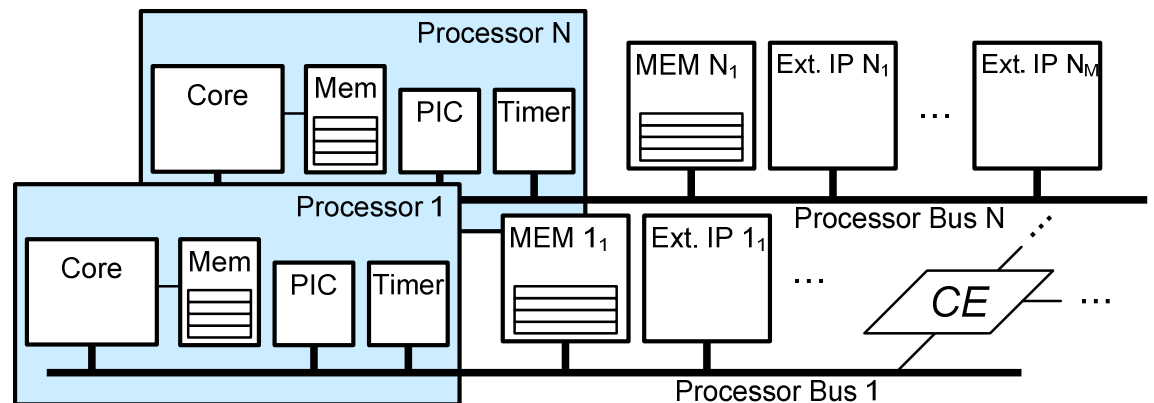 Processor N
Core
Mem
PIC
Timer
MEM N₁
Ext. IP N₁
...
Ext. IP N_M
Processor Bus N
Processor 1
Core
Mem
PIC
Timer
MEM 1₁
Ext. IP 1₁
...
...
CE
...
Processor Bus 1